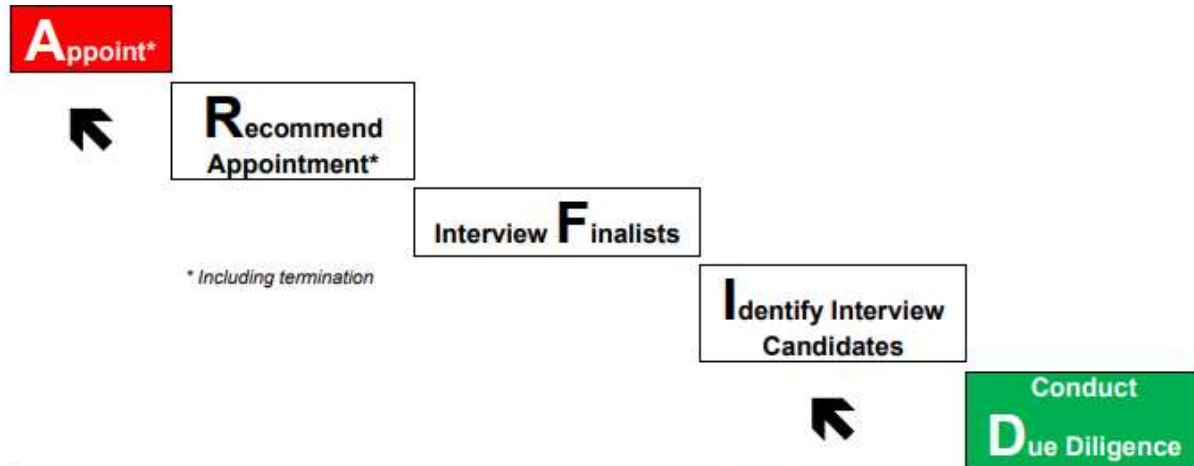 Appoint*
Recommend
Appointment*
Interview Finalists
* Including termination
Identify Interview
Candidates
Conduct
Due Diligence